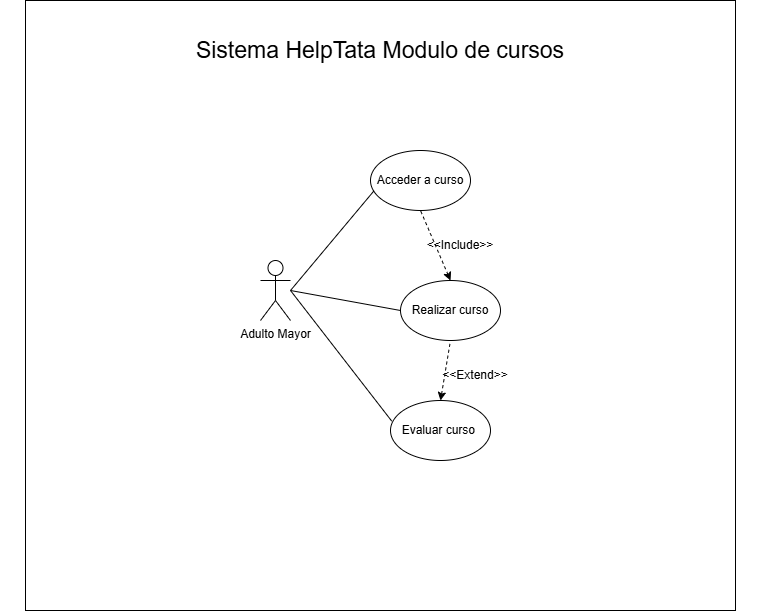 Sistema HelpTata Modulo de cursos
Acceder a curso
<<Include>>
Realizar curso
Adulto Mayor
<<Extend>>
Evaluar curso